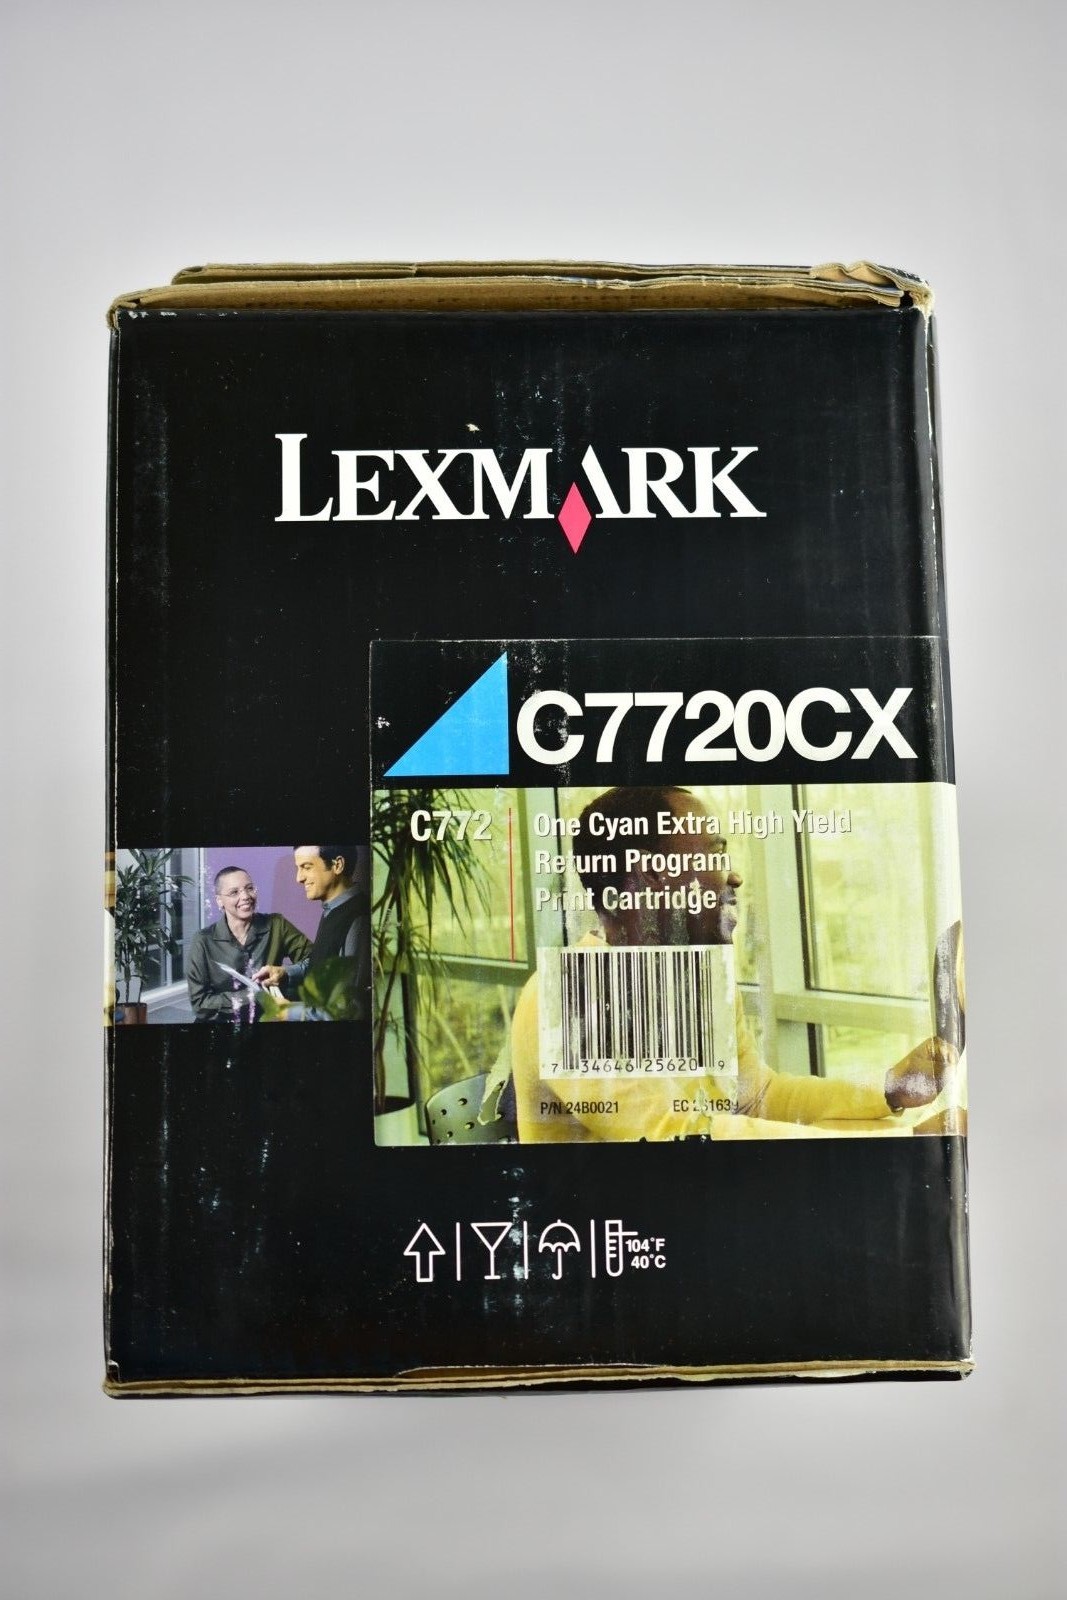 LEXMARK
C7720CX
C772
One Cyan Extra High Yield
Return Program
Print Cartridge
7 34646 25620 9
P/N 24B0021
EC
104°F
40°C